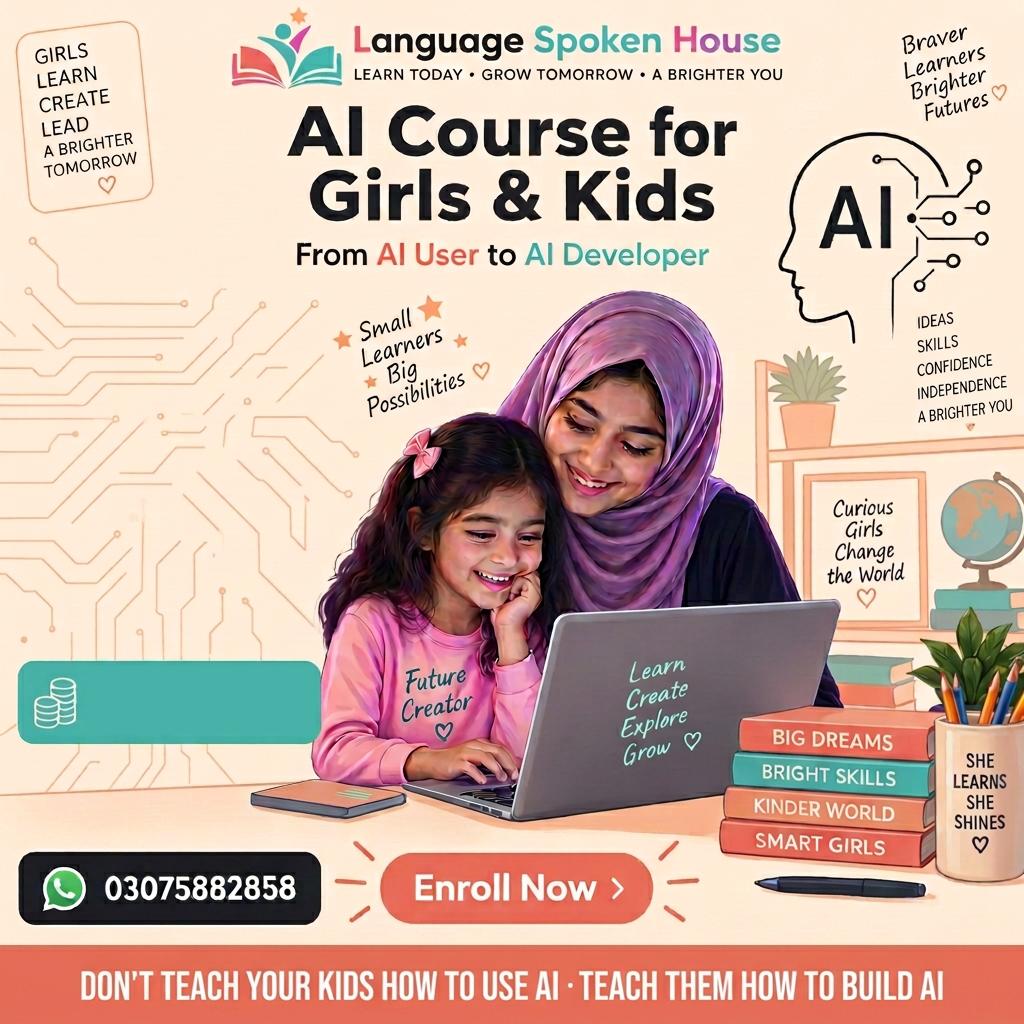 GIRLS
LEARN
CREATE
LEAD
A BRIGHTER
TOMORROW
Language Spoken House
LEARN TODAY • GROW TOMORROW • A BRIGHTER YOU
Braver
Learners
Brighter
Futures
AI Course for
Girls & Kids
From AI User to AI Developer
AI
IDEAS
SKILLS
CONFIDENCE
INDEPENDENCE
A BRIGHTER YOU
Small
Learners
Big
Possibilities
Curious
Girls
Change
the World
Future
Creator
Learn
Create
Explore
Grow
BIG DREAMS
BRIGHT SKILLS
KINDER WORLD
SMART GIRLS
SHE
LEARNS
SHE
SHINES
03075882858
Enroll Now >
DON'T TEACH YOUR KIDS HOW TO USE AI · TEACH THEM HOW TO BUILD AI